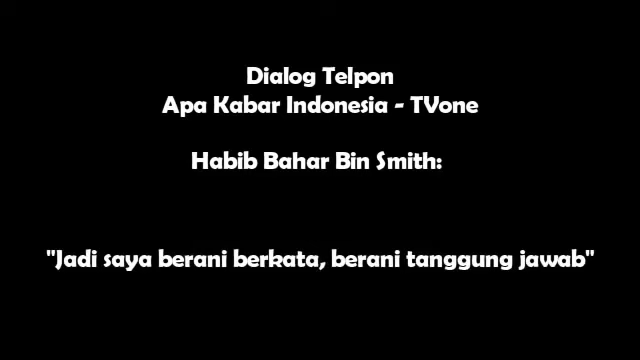 Dialog Telpon
Apa Kabar Indonesia - TVone
Habib Bahar Bin Smith:
"Jadi saya berani berkata, berani tanggung jawab"